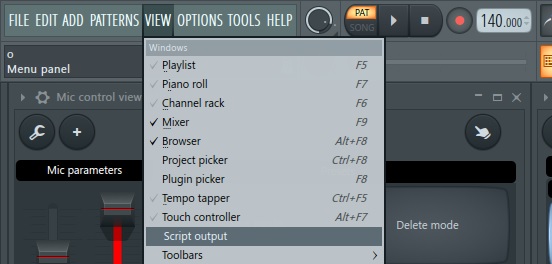 FILE EDIT ADD PATTERNS VIEW OPTIONS TOOLS HELP
PAT
SONG
140.000
o
Menu panel
Windows
Playlist F5
Piano roll F7
Channel rack F6
Mixer F9
Browser Alt+F8
Project picker Ctrl+F8
Plugin picker F8
Tempo tapper Ctrl+F5
Touch controller Alt+F7
Script output
Toolbars
Mic control view
Mic parameters
Delete mode